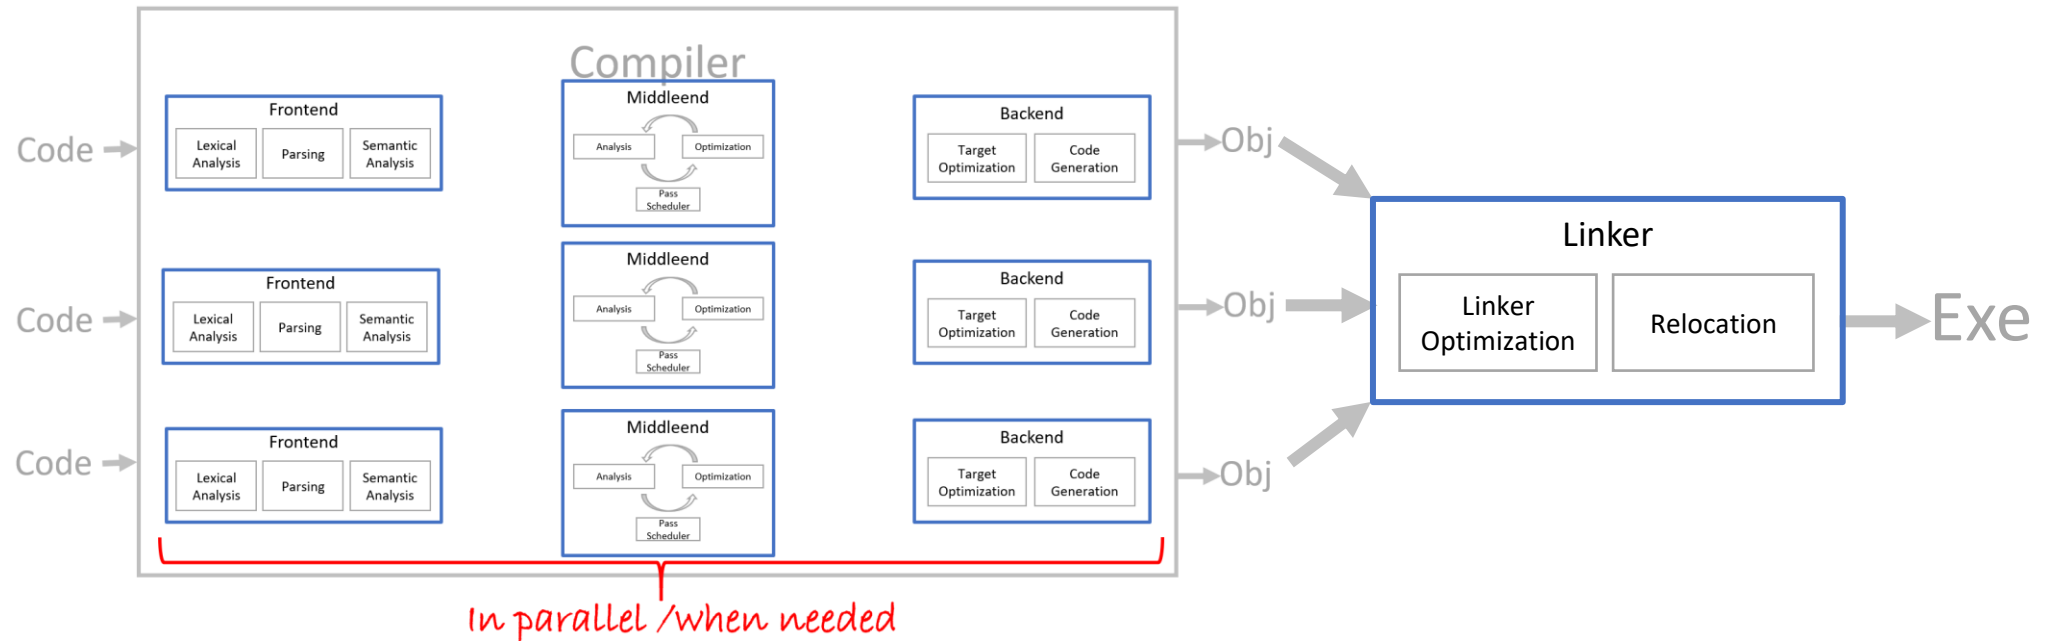 Compiler
Code
Frontend
Lexical
Analysis
Parsing
Semantic
Analysis
Middleend
Analysis
Optimization
Pass
Scheduler
Backend
Target
Optimization
Code
Generation
Obj
Code
Frontend
Lexical
Analysis
Parsing
Semantic
Analysis
Middleend
Analysis
Optimization
Pass
Scheduler
Backend
Target
Optimization
Code
Generation
Obj
Code
Frontend
Lexical
Analysis
Parsing
Semantic
Analysis
Middleend
Analysis
Optimization
Pass
Scheduler
Backend
Target
Optimization
Code
Generation
Obj
Linker
Linker
Optimization
Relocation
Exe
In parallel /when needed